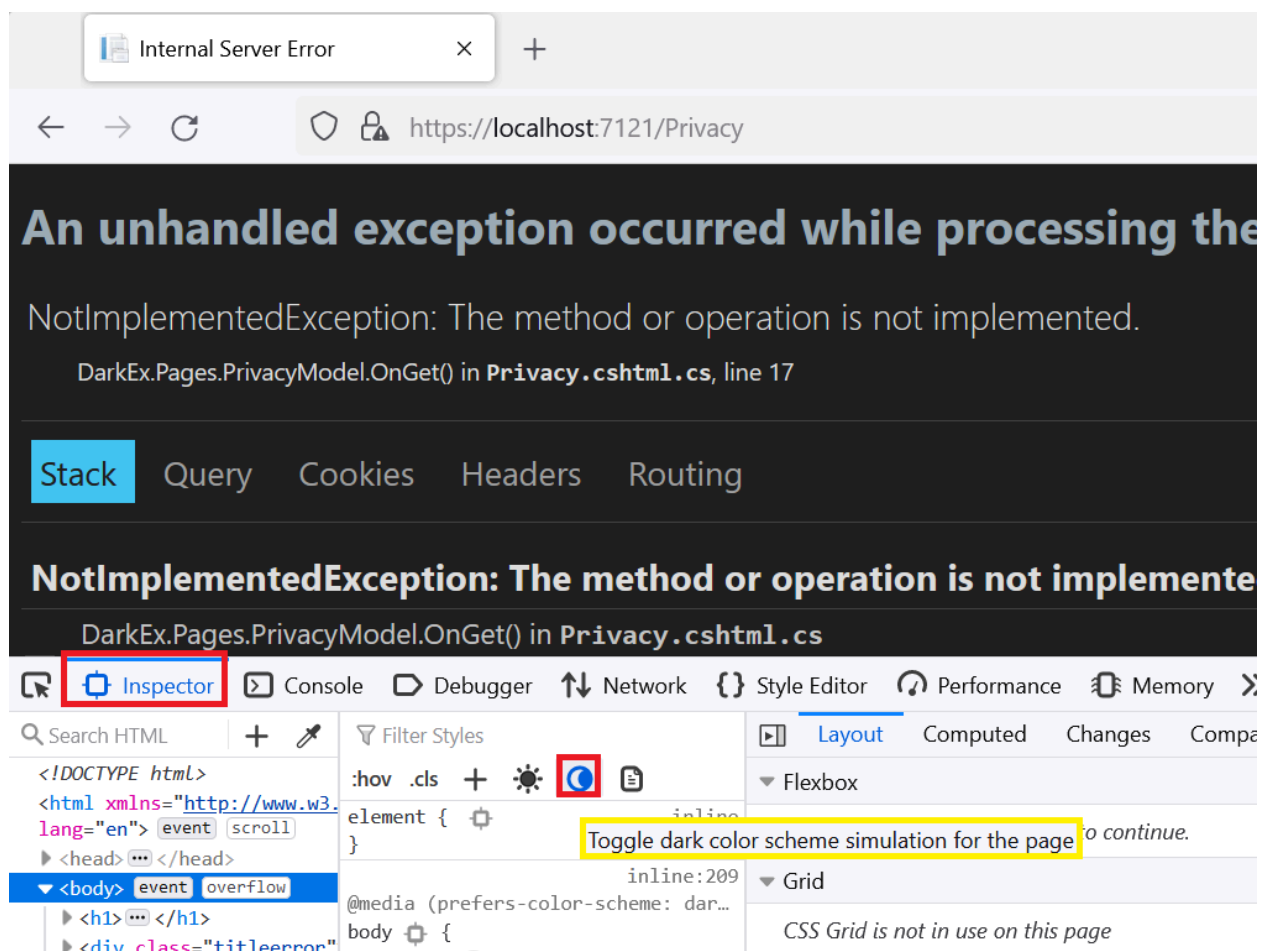 Internal Server Error
https://localhost:7121/Privacy
An unhandled exception occurred while processing the
NotImplementedException: The method or operation is not implemented.
DarkEx.Pages.PrivacyModel.OnGet() in Privacy.cshtml.cs, line 17
Stack Query Cookies Headers Routing
NotImplementedException: The method or operation is not implemente
DarkEx.Pages.PrivacyModel.OnGet() in Privacy.cshtml.cs
Inspector Console Debugger Network Style Editor Performance Memory
Search HTML
<!DOCTYPE html>
<html xmlns="http://www.w3.
lang="en"> event scroll
<head> ••• </head>
<body> event overflow
<h1> ••• </h1>
<div class="titleerror"
Filter Styles
:hov .cls
element {
}
Toggle dark color scheme simulation for the page
inline:209
@media (prefers-color-scheme: dar…
body {
Layout Computed Changes Compa
Flexbox
to continue.
Grid
CSS Grid is not in use on this page